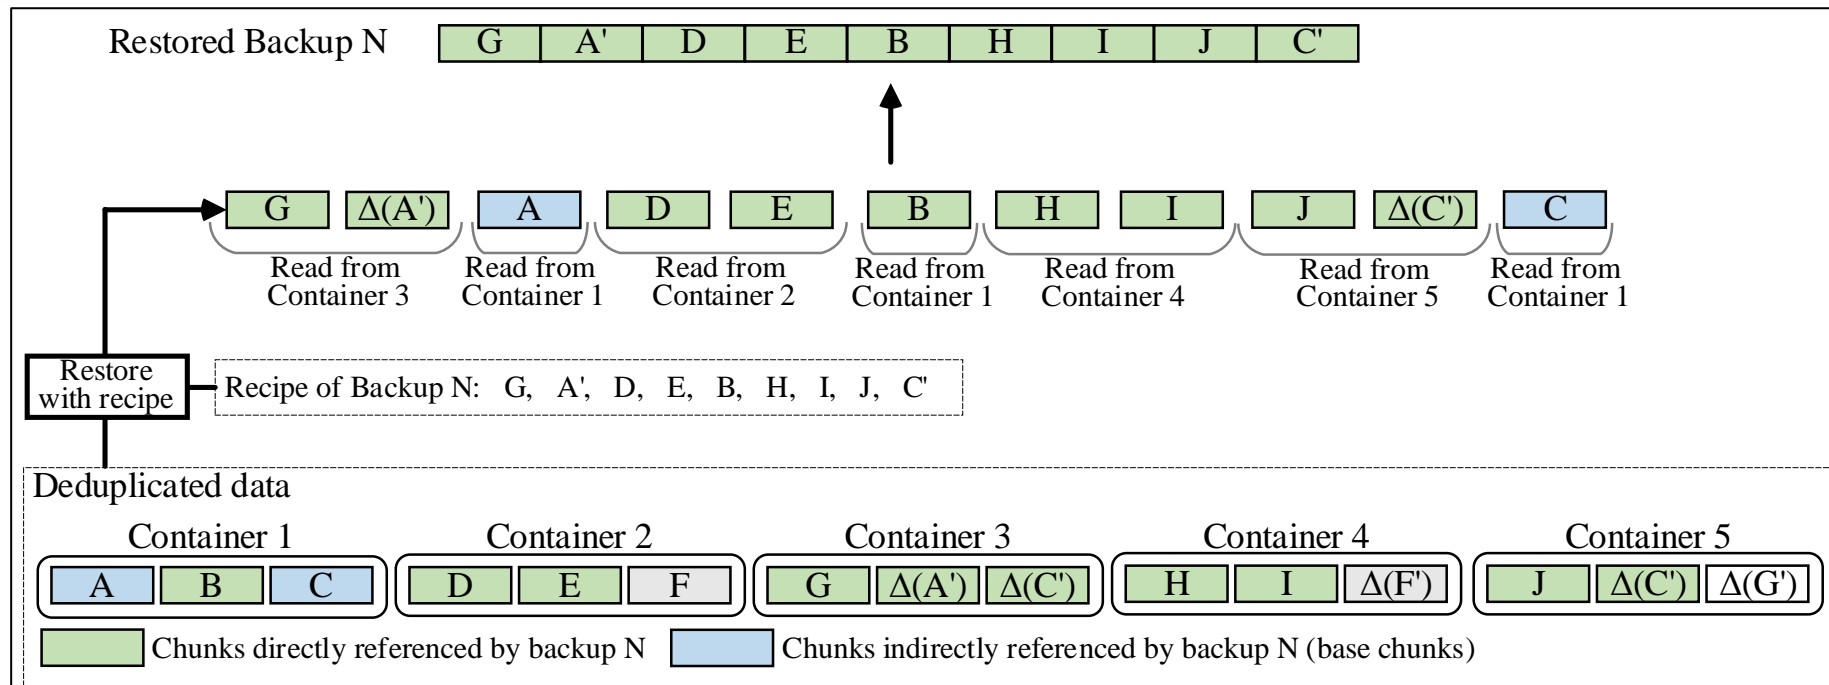 Restored Backup N G A' D E B H I J C'
G Δ(A') A D E B H I J Δ(C') C
Read from Container 3
Read from Container 1
Read from Container 2
Read from Container 1
Read from Container 4
Read from Container 5
Read from Container 1
Restore
with recipe
Recipe of Backup N: G, A', D, E, B, H, I, J, C'
Deduplicated data
Container 1 Container 2 Container 3 Container 4 Container 5
A B C D E F G Δ(A') Δ(C') H I Δ(F') J Δ(C') Δ(G')
Chunks directly referenced by backup N Chunks indirectly referenced by backup N (base chunks)